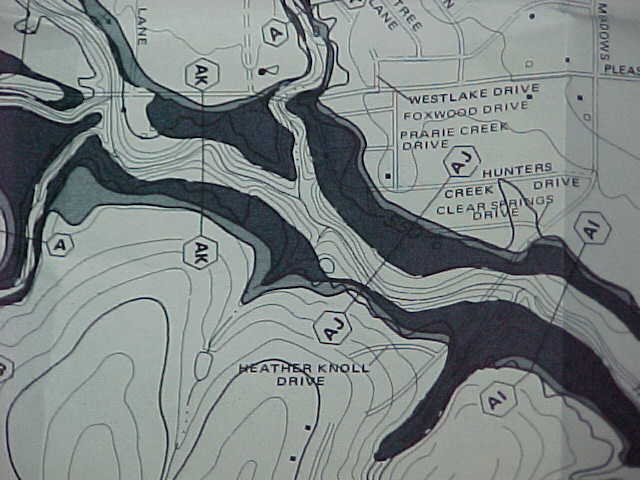 LANE
TREE
LANE
N
MEADOWS
PLEAS
A
AK
WESTLAKE DRIVE
FOXWOOD DRIVE
PRARIE CREEK
DRIVE
AJ
HUNTERS
CREEK DRIVE
CLEAR SPRINGS
DRIVE
AI
A
AK
AJ
HEATHER KNOLL
DRIVE
AI